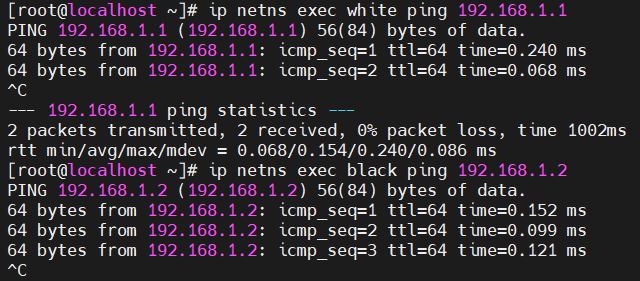 [root@localhost ~]# ip netns exec white ping 192.168.1.1
PING 192.168.1.1 (192.168.1.1) 56(84) bytes of data.
64 bytes from 192.168.1.1: icmp_seq=1 ttl=64 time=0.240 ms
64 bytes from 192.168.1.1: icmp_seq=2 ttl=64 time=0.068 ms
^C
--- 192.168.1.1 ping statistics ---
2 packets transmitted, 2 received, 0% packet loss, time 1002ms
rtt min/avg/max/mdev = 0.068/0.154/0.240/0.086 ms
[root@localhost ~]# ip netns exec black ping 192.168.1.2
PING 192.168.1.2 (192.168.1.2) 56(84) bytes of data.
64 bytes from 192.168.1.2: icmp_seq=1 ttl=64 time=0.152 ms
64 bytes from 192.168.1.2: icmp_seq=2 ttl=64 time=0.099 ms
64 bytes from 192.168.1.2: icmp_seq=3 ttl=64 time=0.121 ms
^C